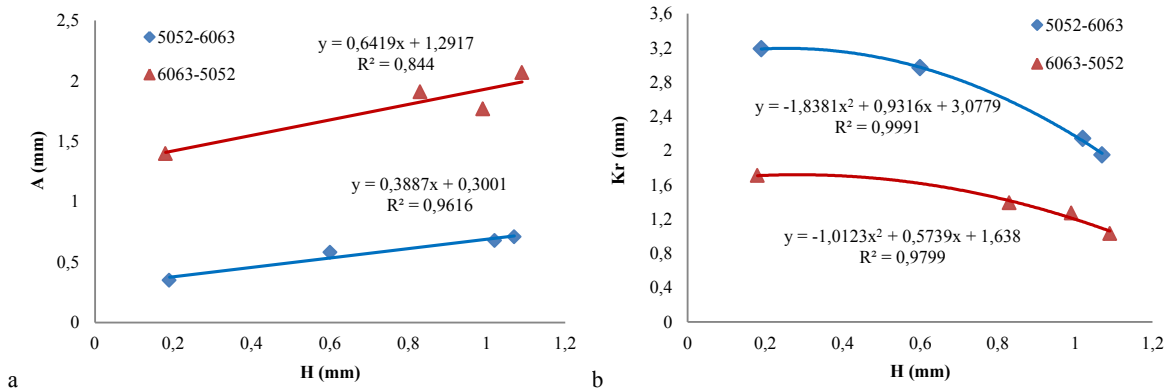 2,5
2
1,5
1
0,5
0
A (mm)
5052-6063
6063-5052
y = 0,6419x + 1,2917
R² = 0,844
y = 0,3887x + 0,3001
R² = 0,9616
0 0,2 0,4 0,6 0,8 1 1,2
H (mm)
a
3,6
3,2
2,8
2,4
2
1,6
1,2
0,8
0,4
0
Kr (mm)
5052-6063
6063-5052
y = -1,8381x² + 0,9316x + 3,0779
R² = 0,9991
y = -1,0123x² + 0,5739x + 1,638
R² = 0,9799
0 0,2 0,4 0,6 0,8 1 1,2
H (mm)
b